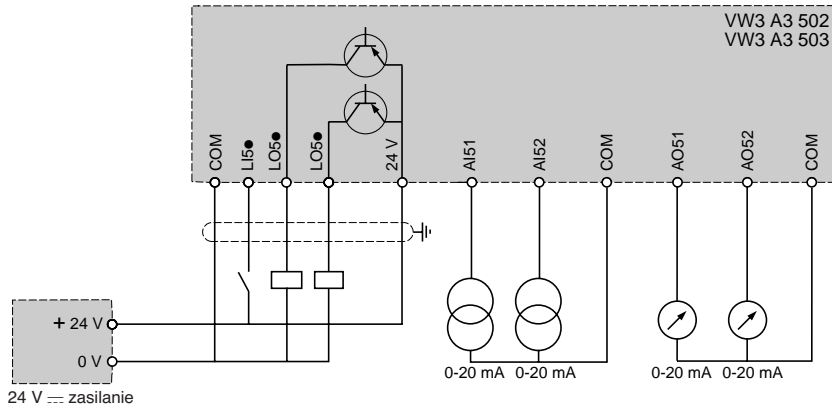 VW3 A3 502
VW3 A3 503
COM
LI5●
LO5●
LO5●
24 V
AI51
AI52
COM
AO51
AO52
COM
+ 24 V
0 V
0-20 mA
0-20 mA
0-20 mA
0-20 mA
24 V ⎓ zasilanie